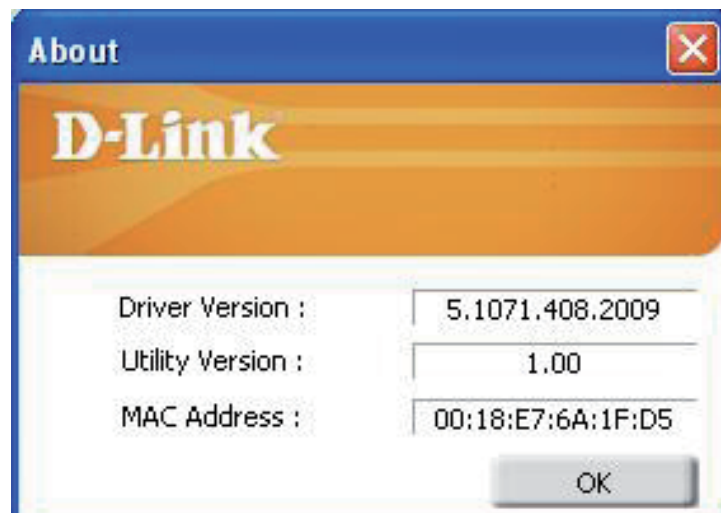 About
D-Link
Driver Version : 5.1071.408.2009
Utility Version : 1.00
MAC Address : 00:18:E7:6A:1F:D5
OK